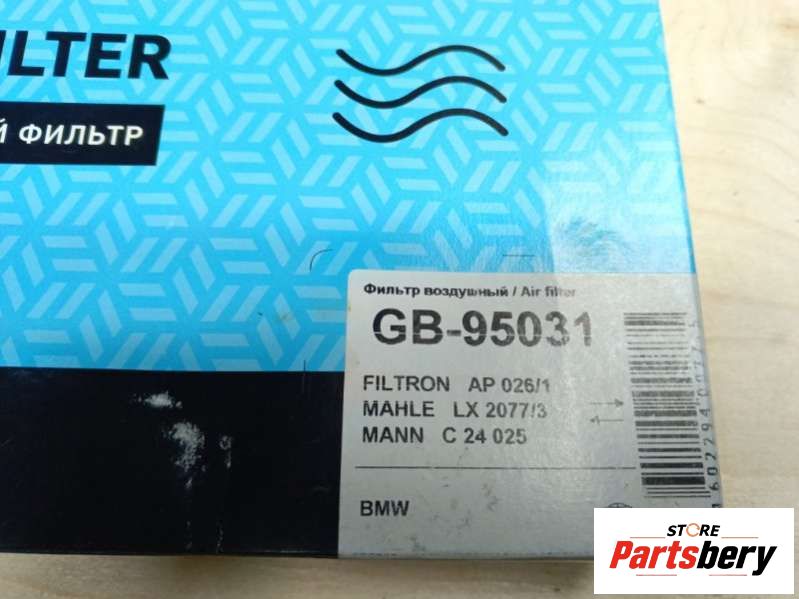 ILTER
Й ФИЛЬТР
Фильтр воздушный / Air filter
GB-95031
FILTRON AP 026/1
MAHLE LX 2077/3
MANN C 24 025
BMW
STORE
Partsbery